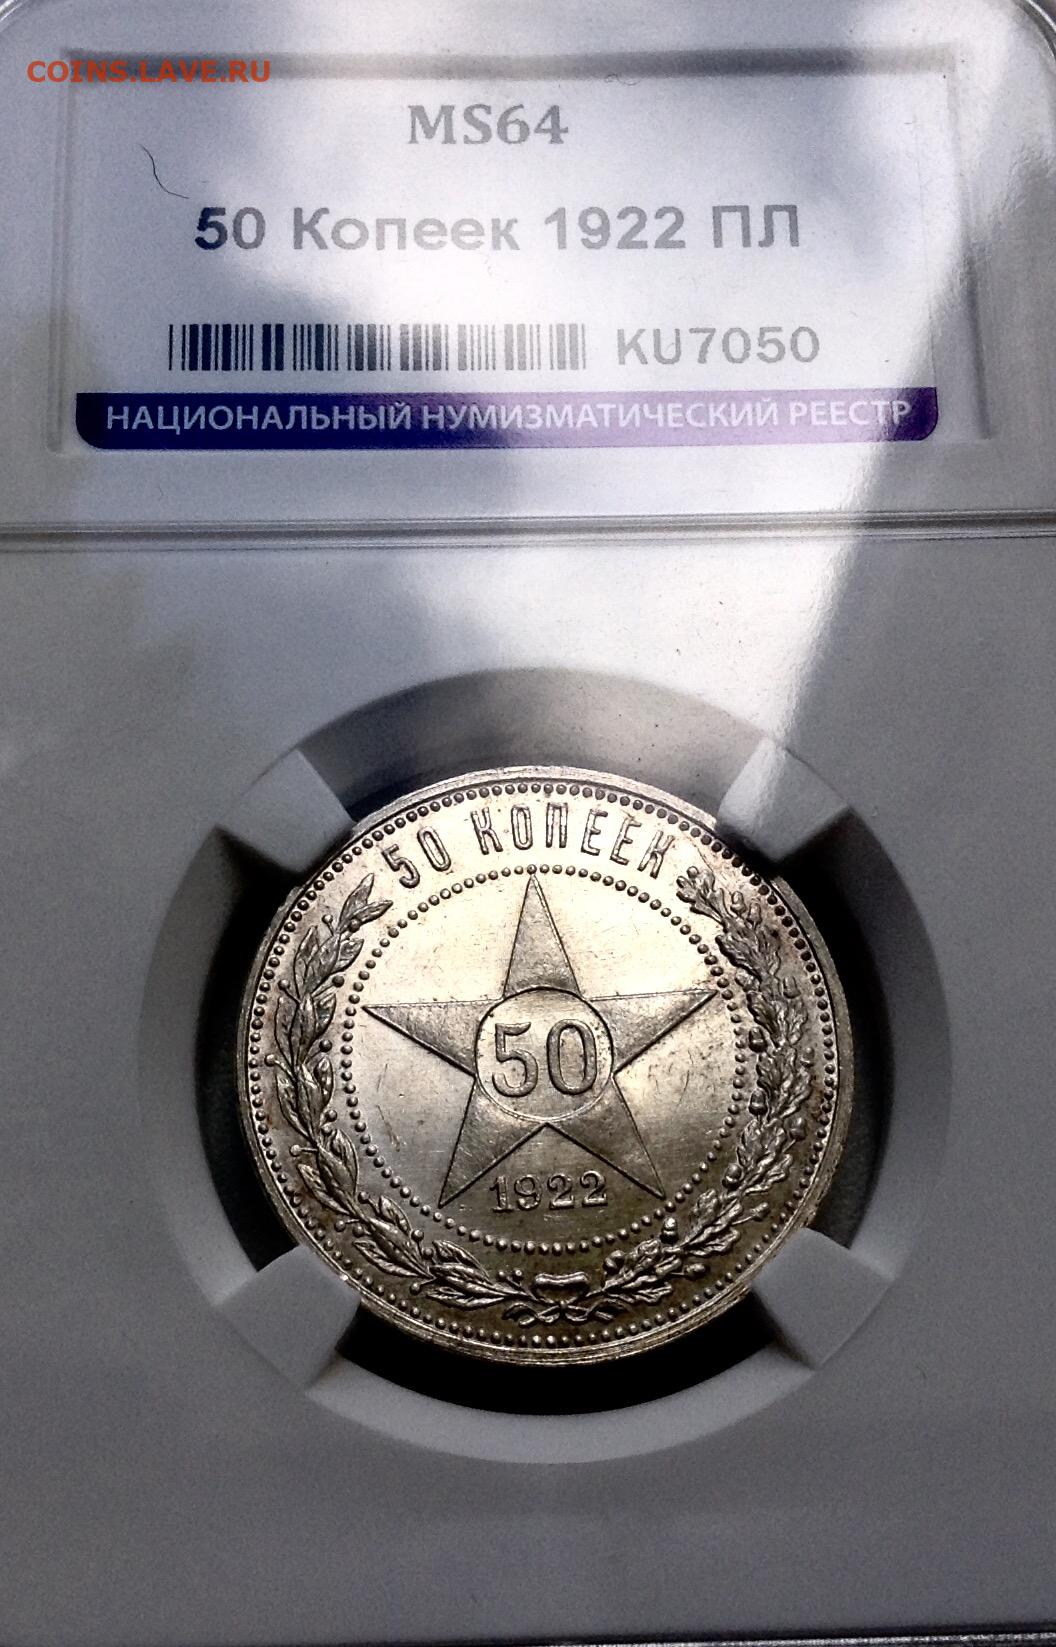 COINS.LAVE.RU
MS64
50 Копеек 1922 ПЛ
KU7050
НАЦИОНАЛЬНЫЙ НУМИЗМАТИЧЕСКИЙ РЕЕСТР
50 КОПЕЕК
50
1922